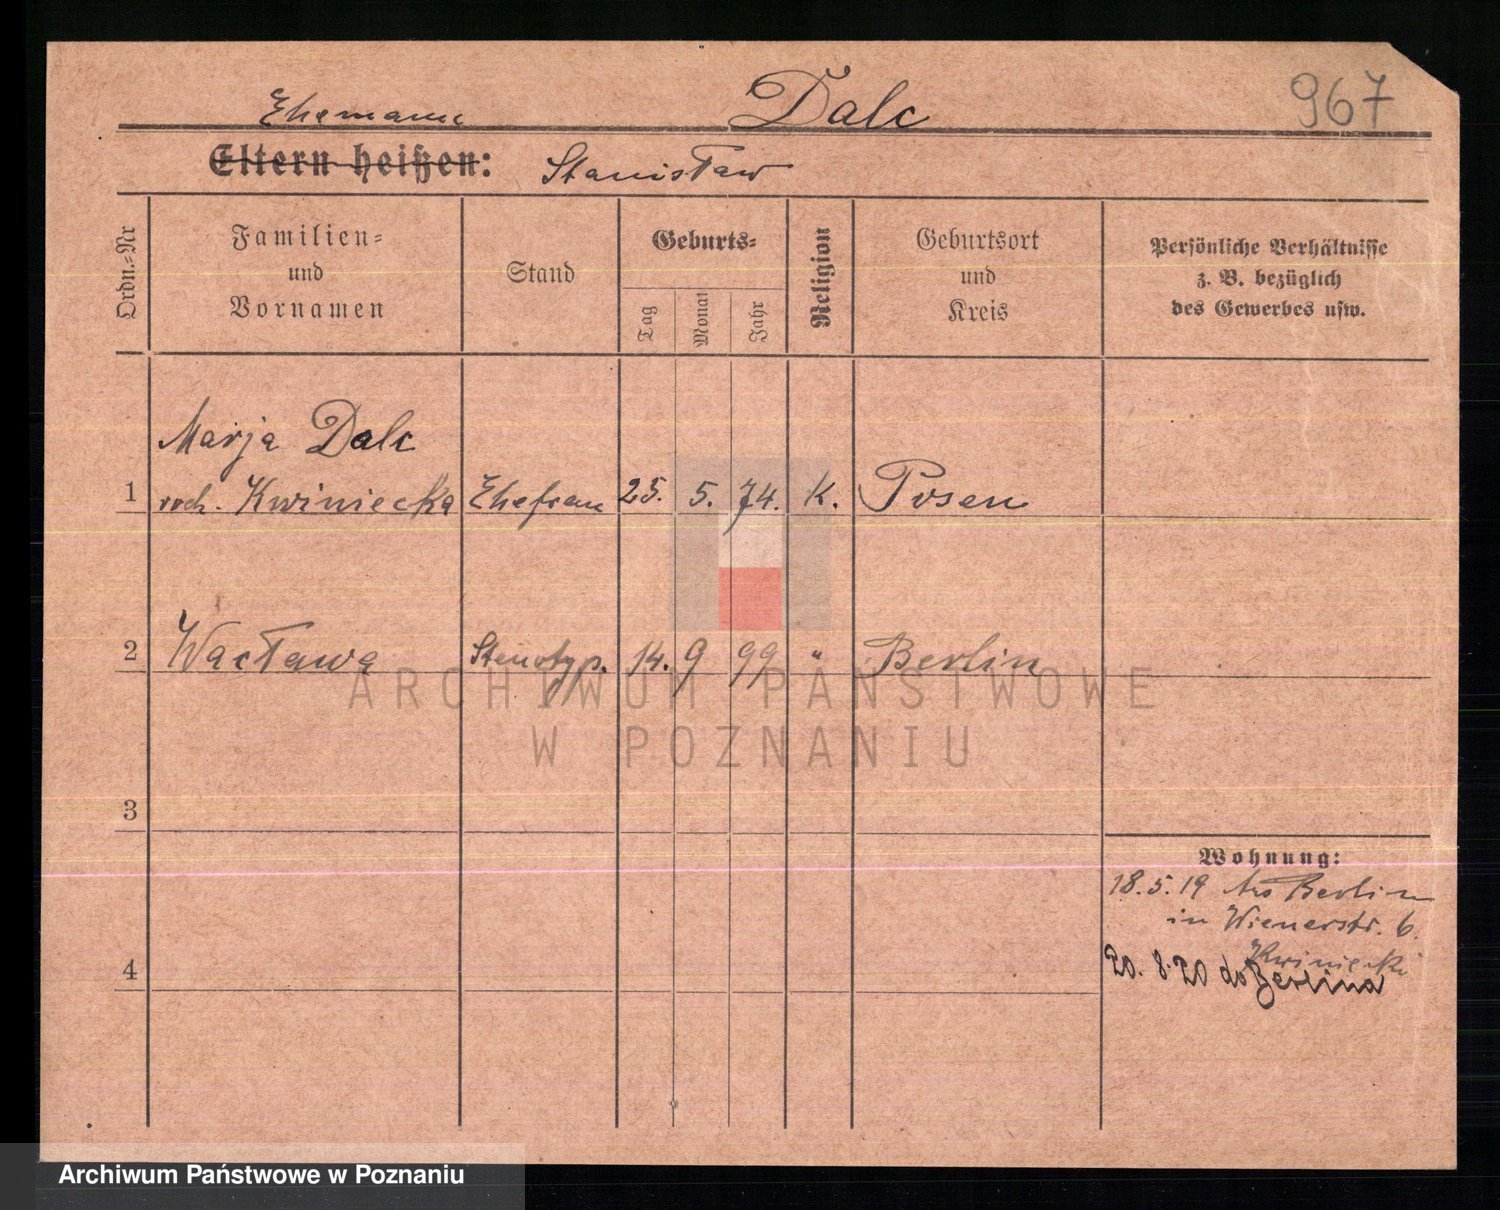 Dalc
967
Ehemann
Eltern heißen: Stanisław
Ordn.-Nr
Familien-
und
Vornamen
Stand
Geburts-
Tag
Monat
Jahr
Religion
Geburtsort
und
Kreis
Persönliche Verhältnisse
z. B. bezüglich
des Gewerbes usw.
Marja Dalc
1 Kwiniecka Ehefrau 25. 5. 74. K. Posen
2 Wacława Stenotyp. 14. 9 99 " Berlin
ARCHIWUM PAŃSTWOWE
W POZNANIU
3
Wohnung:
18.5.19 Aus Berlin
in Wienerstr. 6.
Kwiniecki
4
20. 8. 20 do Berlina
Archiwum Państwowe w Poznaniu